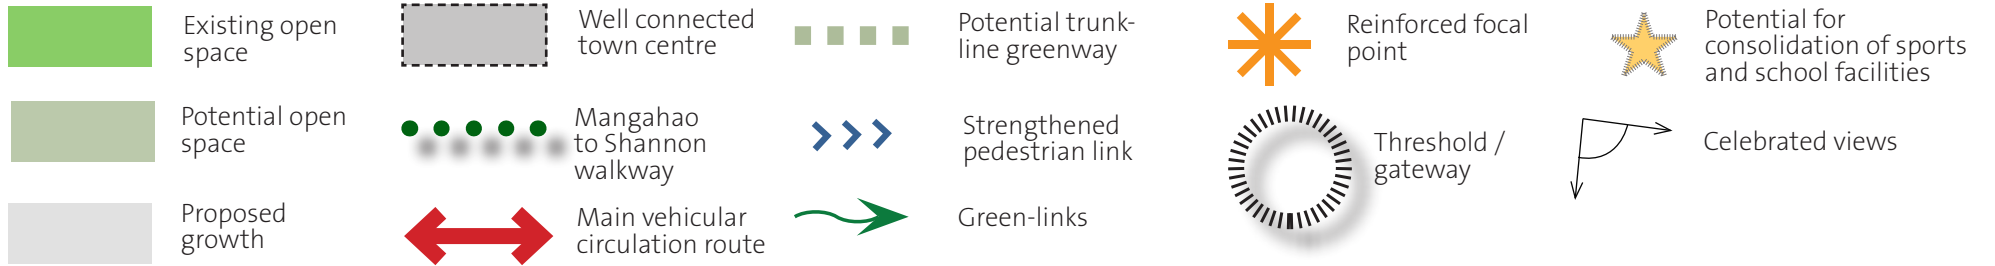 Existing open
space
Potential open
space
Proposed
growth
Well connected
town centre
Mangahao
to Shannon
walkway
Main vehicular
circulation route
Potential trunk-
line greenway
Strengthened
pedestrian link
Green-links
Reinforced focal
point
Threshold /
gateway
Potential for
consolidation of sports
and school facilities
Celebrated views